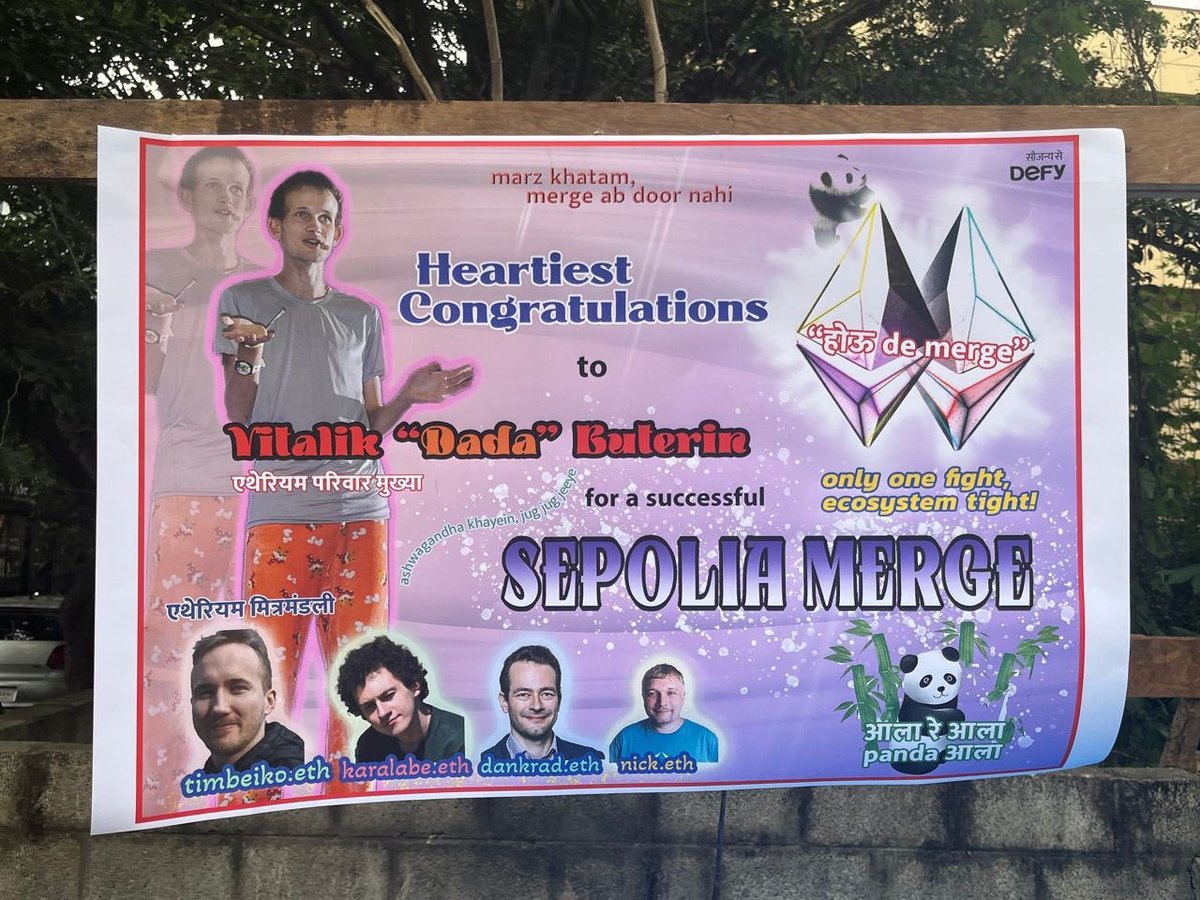 सौजन्य से
DeFy
marz khatam,
merge ab door nahi
Heartiest
Congratulations
to
Vitalik “Dada” Buterin
एथेरियम परिवार मुख्या
ashwagandha khayein, jug jug jeeye
for a successful
SEPOLIA MERGE
“होऊ de merge”
only one fight,
ecosystem tight!
एथेरियम मित्रमंडली
timbeiko.eth karalabe.eth dankrad.eth nick.eth
आला रे आला
panda आला